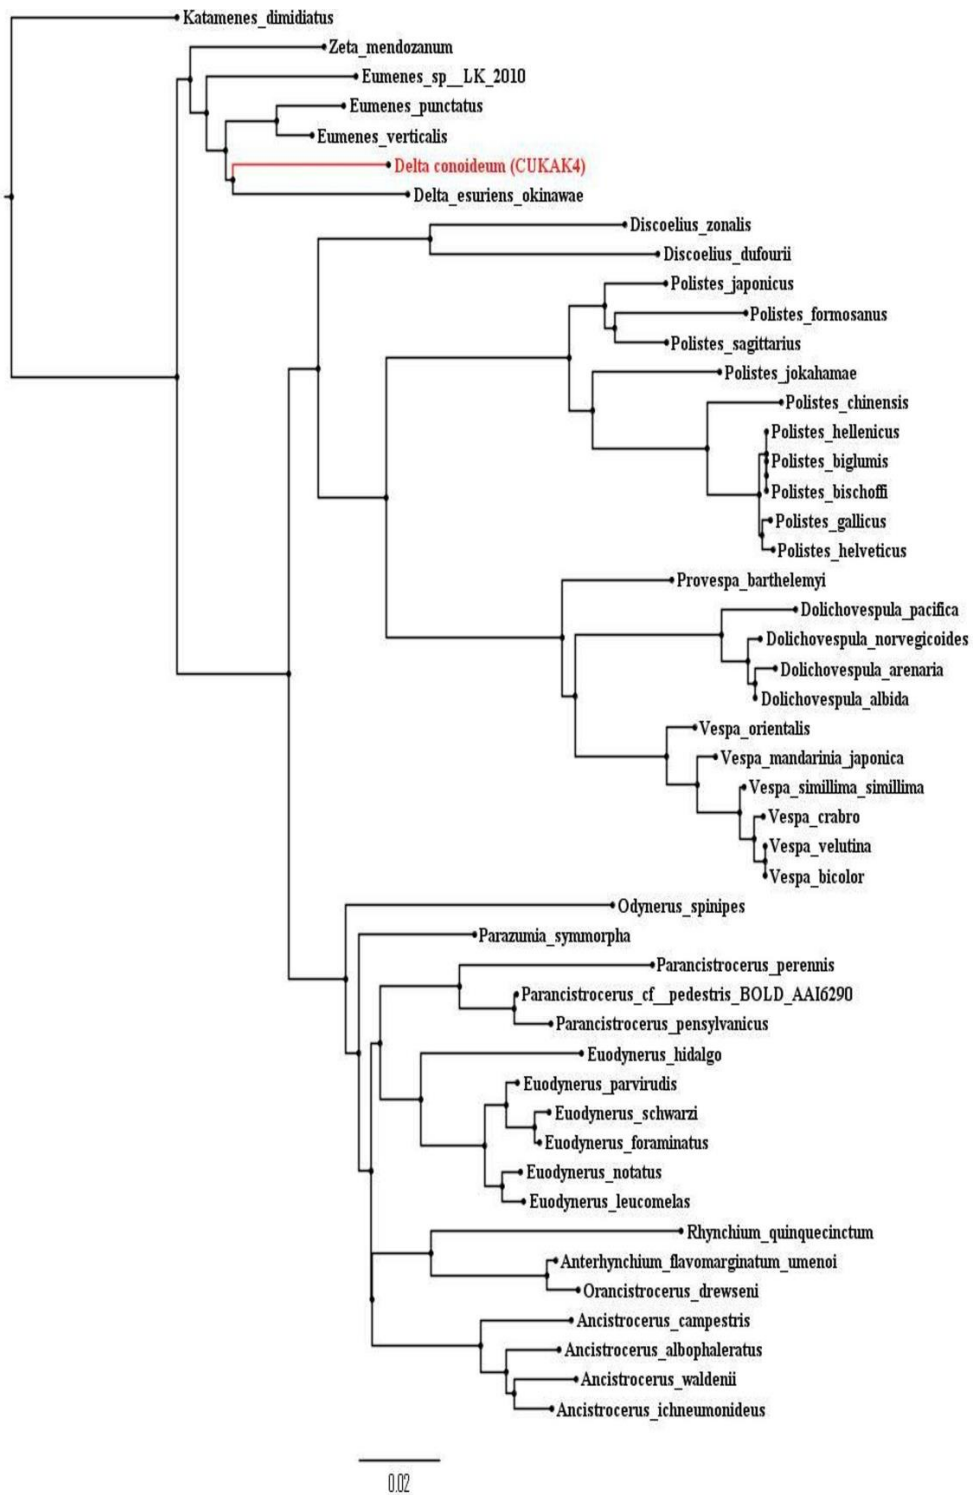 Katamenes_dimidiatus
Zeta_mendozanum
Eumenes_sp__LK_2010
Eumenes_punctatus
Eumenes_verticalis
Delta conoideum (CUKAK4)
Delta_esuriens_okinawae
Discoelius_zonalis
Discoelius_dufourii
Polistes_japonicus
Polistes_formosanus
Polistes_sagittarius
Polistes_jokahamae
Polistes_chinensis
Polistes_hellenicus
Polistes_biglumis
Polistes_bischoffi
Polistes_gallicus
Polistes_helveticus
Provespa_barthelemyi
Dolichovespula_pacifica
Dolichovespula_norvegicoides
Dolichovespula_arenaria
Dolichovespula_albida
Vespa_orientalis
Vespa_mandarinia_japonica
Vespa_simillima_simillima
Vespa_crabro
Vespa_velutina
Vespa_bicolor
Odynerus_spinipes
Parazumia_symmorpha
Parancistrocerus_perennis
Parancistrocerus_cf__pedestris_BOLD_AAI6290
Parancistrocerus_pensylvanicus
Euodynerus_hidalgo
Euodynerus_parvirudis
Euodynerus_schwarzi
Euodynerus_foraminatus
Euodynerus_notatus
Euodynerus_leucomelas
Rhynchium_quinquecinctum
Anterhynchium_flavomarginatum_umenoi
Orancistrocerus_drewseni
Ancistrocerus_campestris
Ancistrocerus_albophaleratus
Ancistrocerus_waldenii
Ancistrocerus_ichneumonideus
0.02